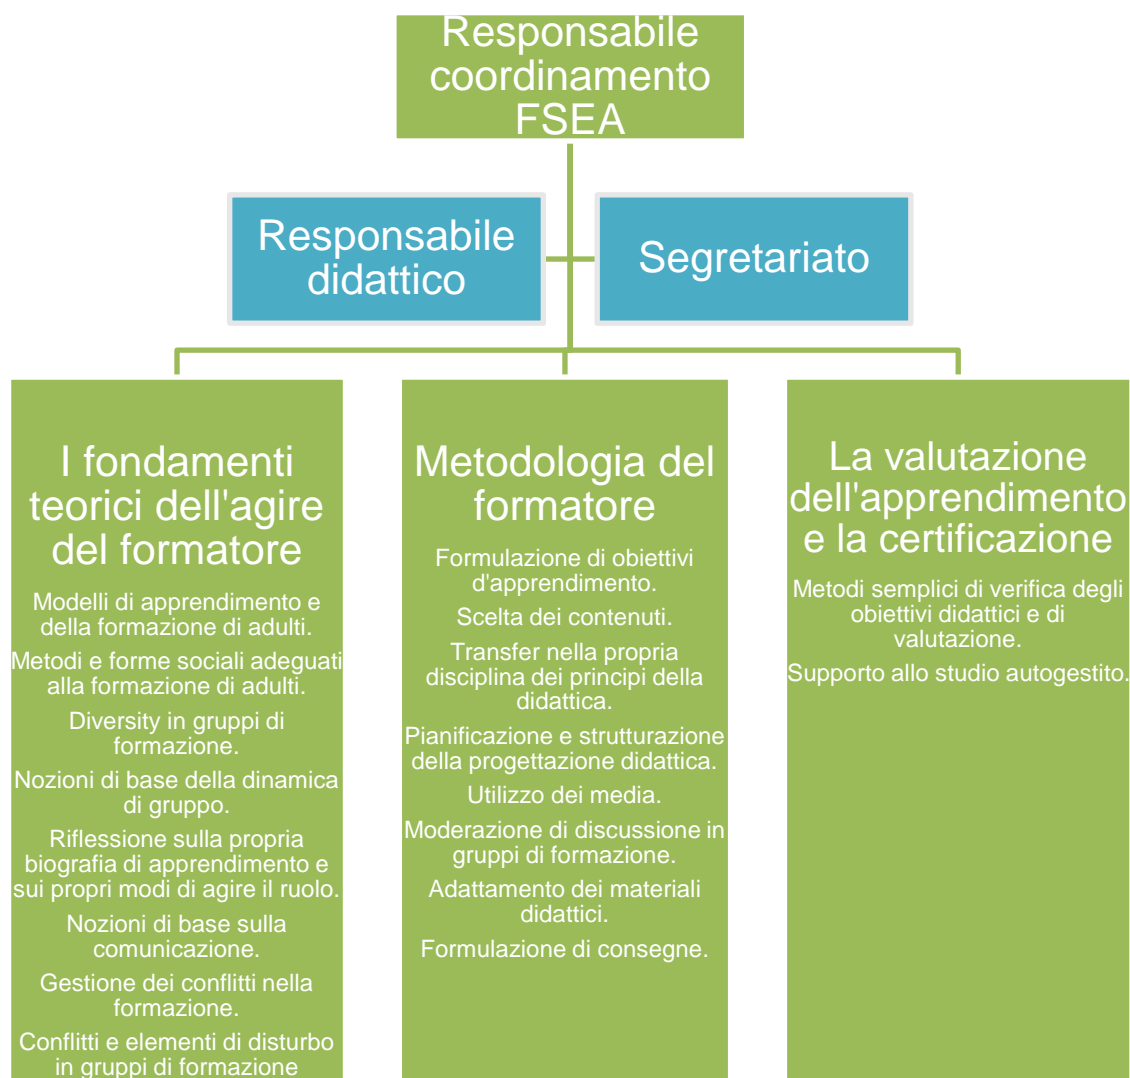 Responsabile
coordinamento
FSEA
Responsabile
didattico
Segretariato
I fondamenti
teorici dell'agire
del formatore
Modelli di apprendimento e
della formazione di adulti.
Metodi e forme sociali adeguati
alla formazione di adulti.
Diversity in gruppi di
formazione.
Nozioni di base della dinamica
di gruppo.
Riflessione sulla propria
biografia di apprendimento e
sui propri modi di agire il ruolo.
Nozioni di base sulla
comunicazione.
Gestione dei conflitti nella
formazione.
Conflitti e elementi di disturbo
in gruppi di formazione
Metodologia del
formatore
Formulazione di obiettivi
d'apprendimento.
Scelta dei contenuti.
Transfer nella propria
disciplina dei principi della
didattica.
Pianificazione e strutturazione
della progettazione didattica.
Utilizzo dei media.
Moderazione di discussione in
gruppi di formazione.
Adattamento dei materiali
didattici.
Formulazione di consegne.
La valutazione
dell'apprendimento
e la certificazione
Metodi semplici di verifica degli
obiettivi didattici e di
valutazione.
Supporto allo studio autogestito.